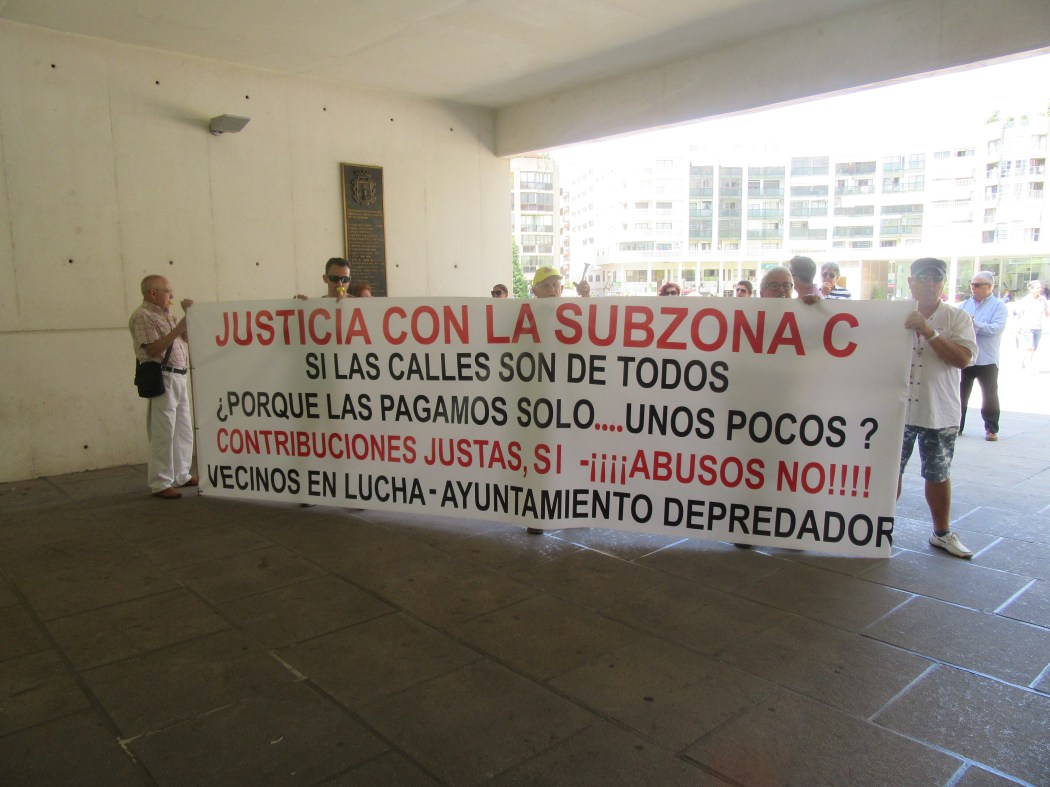 JUSTICIA CON LA SUBZONA C
SI LAS CALLES SON DE TODOS
¿PORQUE LAS PAGAMOS SOLO....UNOS POCOS ?
CONTRIBUCIONES JUSTAS, SI -¡¡¡¡ABUSOS NO!!!!
VECINOS EN LUCHA - AYUNTAMIENTO DEPREDADOR